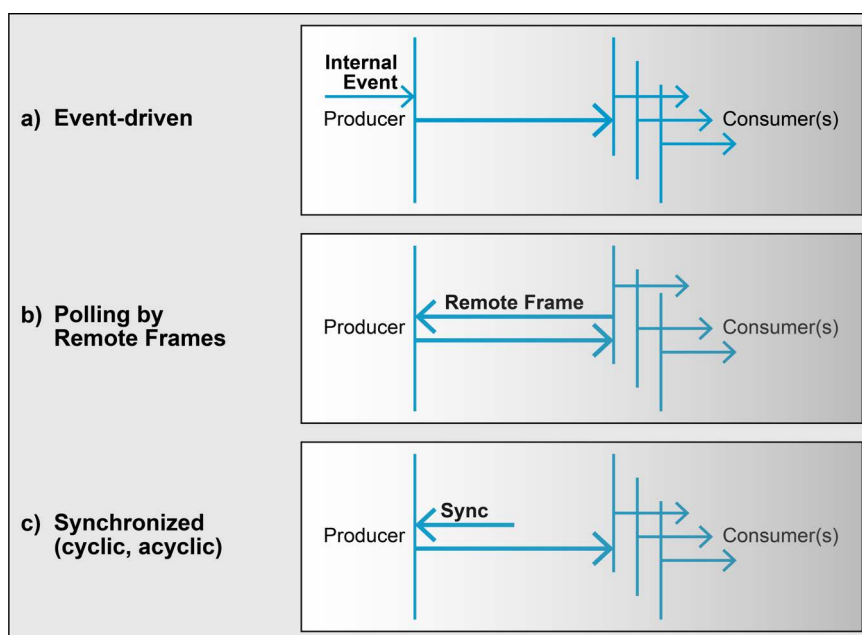 a) Event-driven
Internal
Event
Producer
Consumer(s)
b) Polling by
Remote Frames
Remote Frame
Producer
Consumer(s)
c) Synchronized
(cyclic, acyclic)
Sync
Producer
Consumer(s)